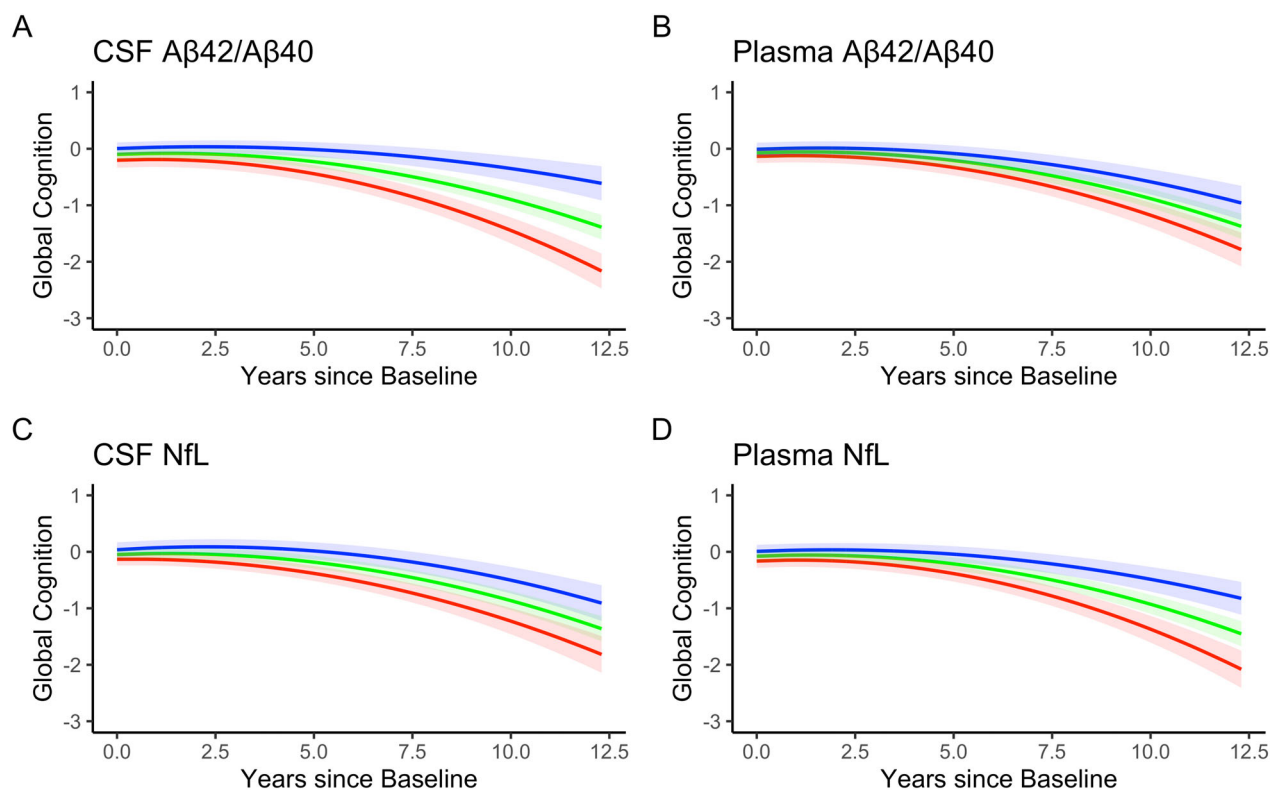 A
CSF Aβ42/Aβ40
Global Cognition
1
0
-1
-2
-3
0.0 2.5 5.0 7.5 10.0 12.5
Years since Baseline
B
Plasma Aβ42/Aβ40
Global Cognition
1
0
-1
-2
-3
0.0 2.5 5.0 7.5 10.0 12.5
Years since Baseline
C
CSF NfL
Global Cognition
1
0
-1
-2
-3
0.0 2.5 5.0 7.5 10.0 12.5
Years since Baseline
D
Plasma NfL
Global Cognition
1
0
-1
-2
-3
0.0 2.5 5.0 7.5 10.0 12.5
Years since Baseline